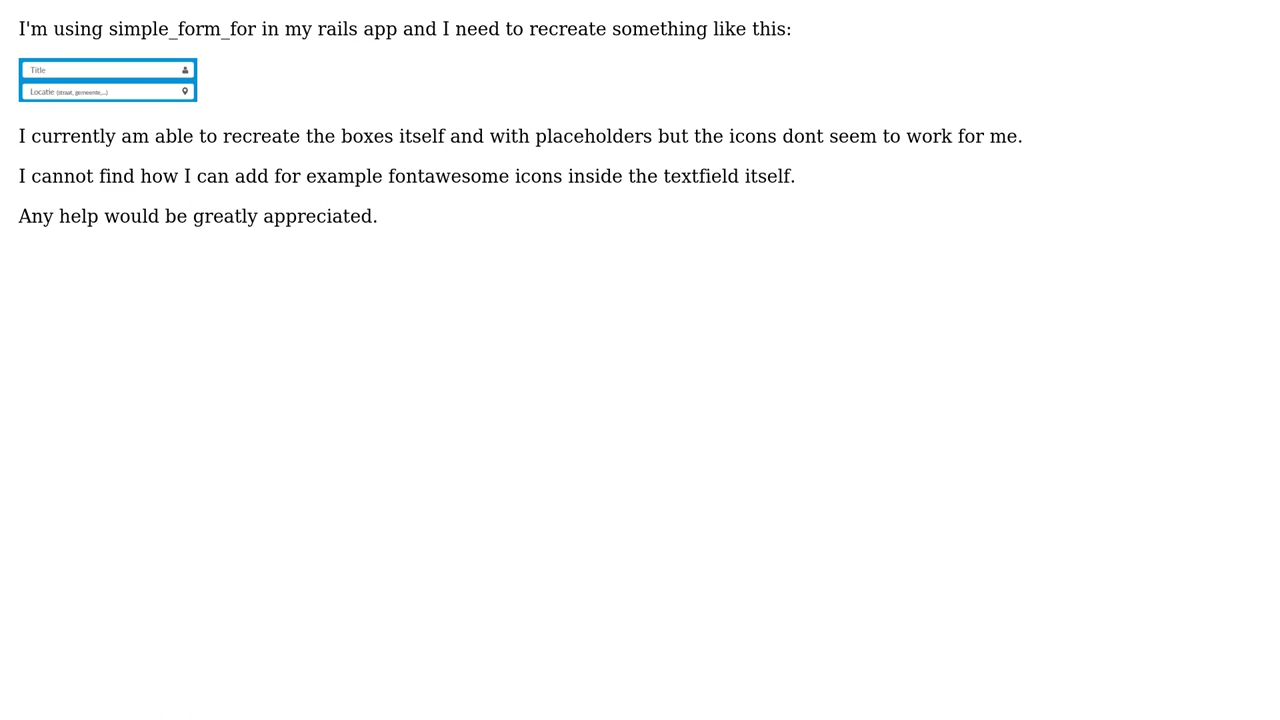 I'm using simple_form_for in my rails app and I need to recreate something like this:
Title
Locatie (straat, gemeente,...)
I currently am able to recreate the boxes itself and with placeholders but the icons dont seem to work for me.
I cannot find how I can add for example fontawesome icons inside the textfield itself.
Any help would be greatly appreciated.